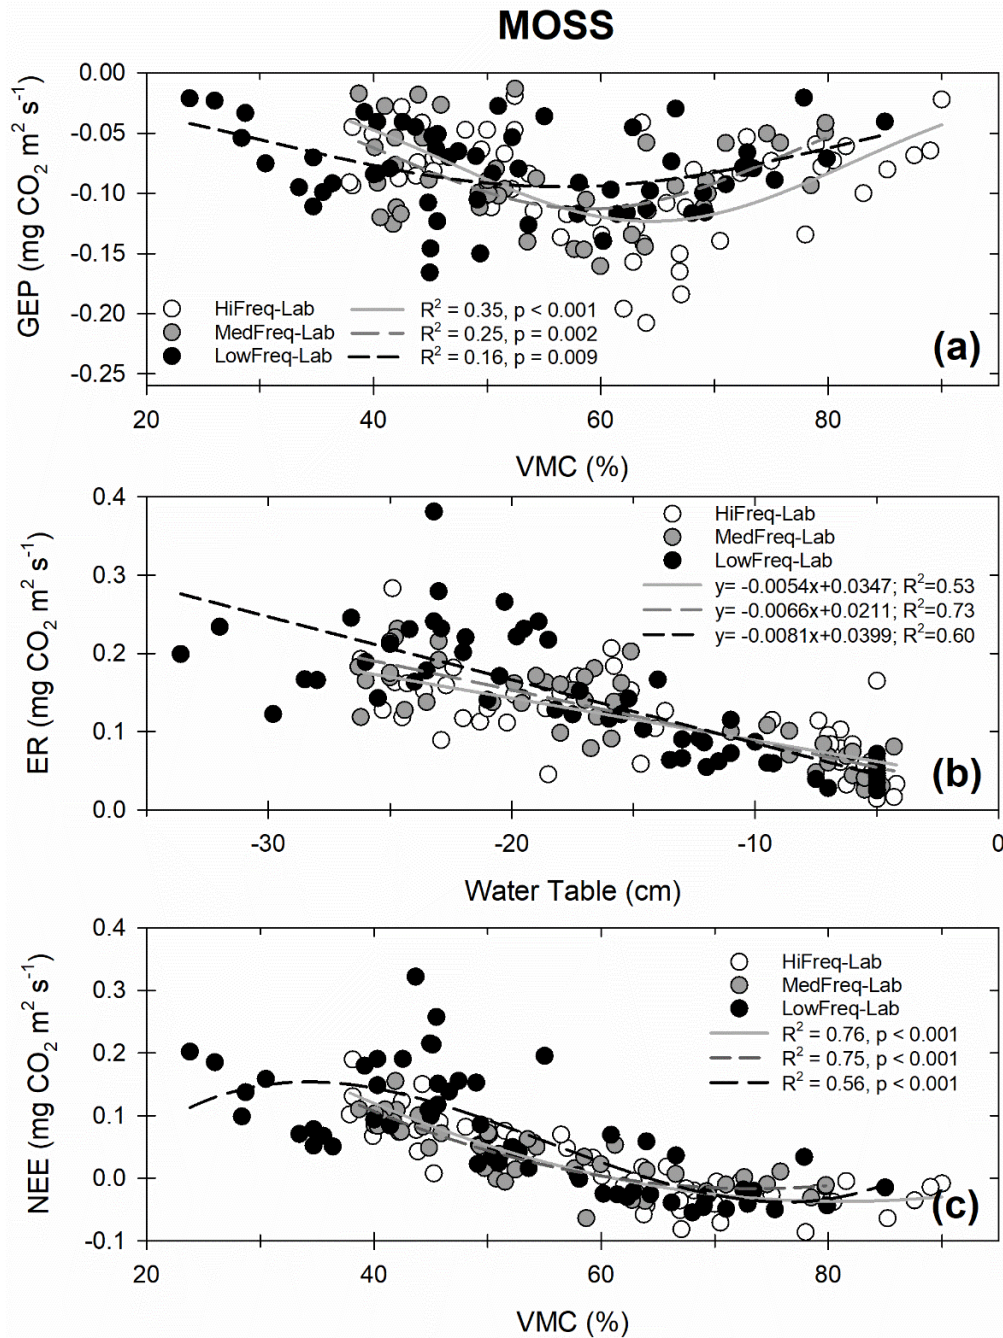 MOSS
0.00
-0.05
-0.10
-0.15
-0.20
-0.25
GEP (mg CO₂ m² s⁻¹)
HiFreq-Lab R² = 0.35, p < 0.001
MedFreq-Lab R² = 0.25, p = 0.002
LowFreq-Lab R² = 0.16, p = 0.009
(a)
20 40 60 80
VMC (%)
0.4
0.3
0.2
0.1
0.0
ER (mg CO₂ m² s⁻¹)
HiFreq-Lab
MedFreq-Lab
LowFreq-Lab
y= -0.0054x+0.0347; R²=0.53
y= -0.0066x+0.0211; R²=0.73
y= -0.0081x+0.0399; R²=0.60
(b)
-30 -20 -10 0
Water Table (cm)
0.4
0.3
0.2
0.1
0.0
-0.1
NEE (mg CO₂ m² s⁻¹)
HiFreq-Lab
MedFreq-Lab
LowFreq-Lab
R² = 0.76, p < 0.001
R² = 0.75, p < 0.001
R² = 0.56, p < 0.001
(c)
20 40 60 80
VMC (%)